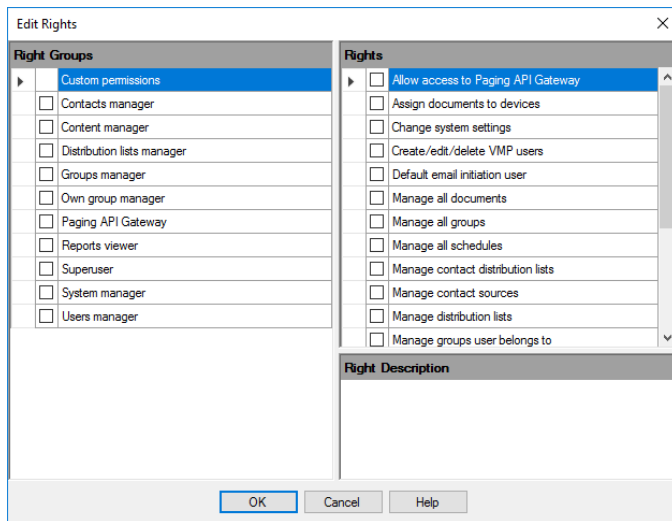 Edit Rights
Right Groups
Custom permissions
Contacts manager
Content manager
Distribution lists manager
Groups manager
Own group manager
Paging API Gateway
Reports viewer
Superuser
System manager
Users manager
Rights
Allow access to Paging API Gateway
Assign documents to devices
Change system settings
Create/edit/delete VMP users
Default email initiation user
Manage all documents
Manage all groups
Manage all schedules
Manage contact distribution lists
Manage contact sources
Manage distribution lists
Manage groups user belongs to
Right Description
OK
Cancel
Help